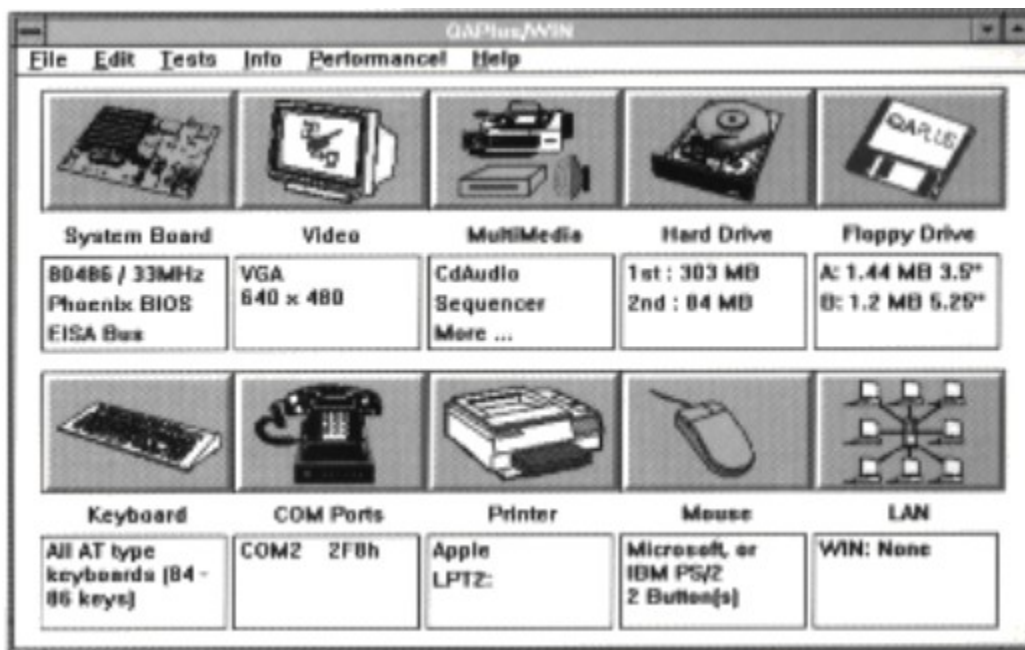 QAPlus/WIN
File Edit Tests Info Performancel Help
QAPLUS
System Board Video MultiMedia Hard Drive Floppy Drive
80486 / 33MHz
Phoenix BIOS
EISA Bus
VGA
640 x 480
CdAudio
Sequencer
More ...
1st : 303 MB
2nd : 84 MB
A: 1.44 MB 3.5"
B: 1.2 MB 5.25"
Keyboard COM Ports Printer Mouse LAN
All AT type
keyboards (84 -
86 keys)
COM2 2F8h
Apple
LPT2:
Microsoft, or
IBM PS/2
2 Button(s)
WIN: None